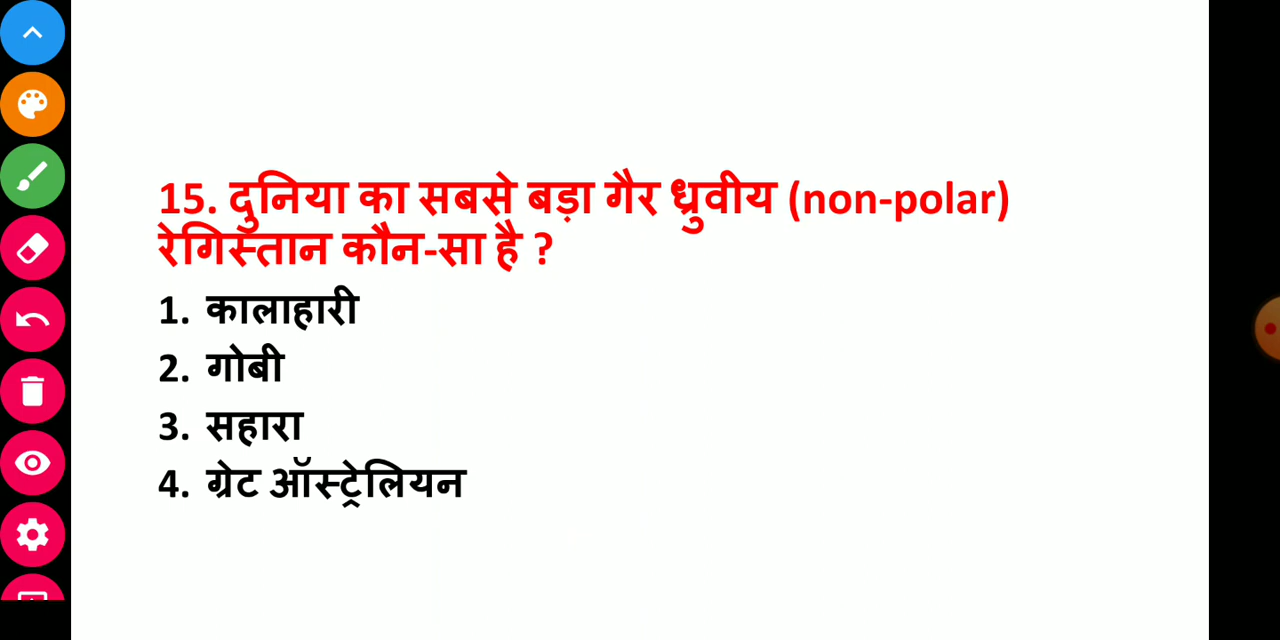 15. दुनिया का सबसे बड़ा गैर ध्रुवीय (non-polar)
रेगिस्तान कौन-सा है ?
1. कालाहारी
2. गोबी
3. सहारा
4. ग्रेट ऑस्ट्रेलियन